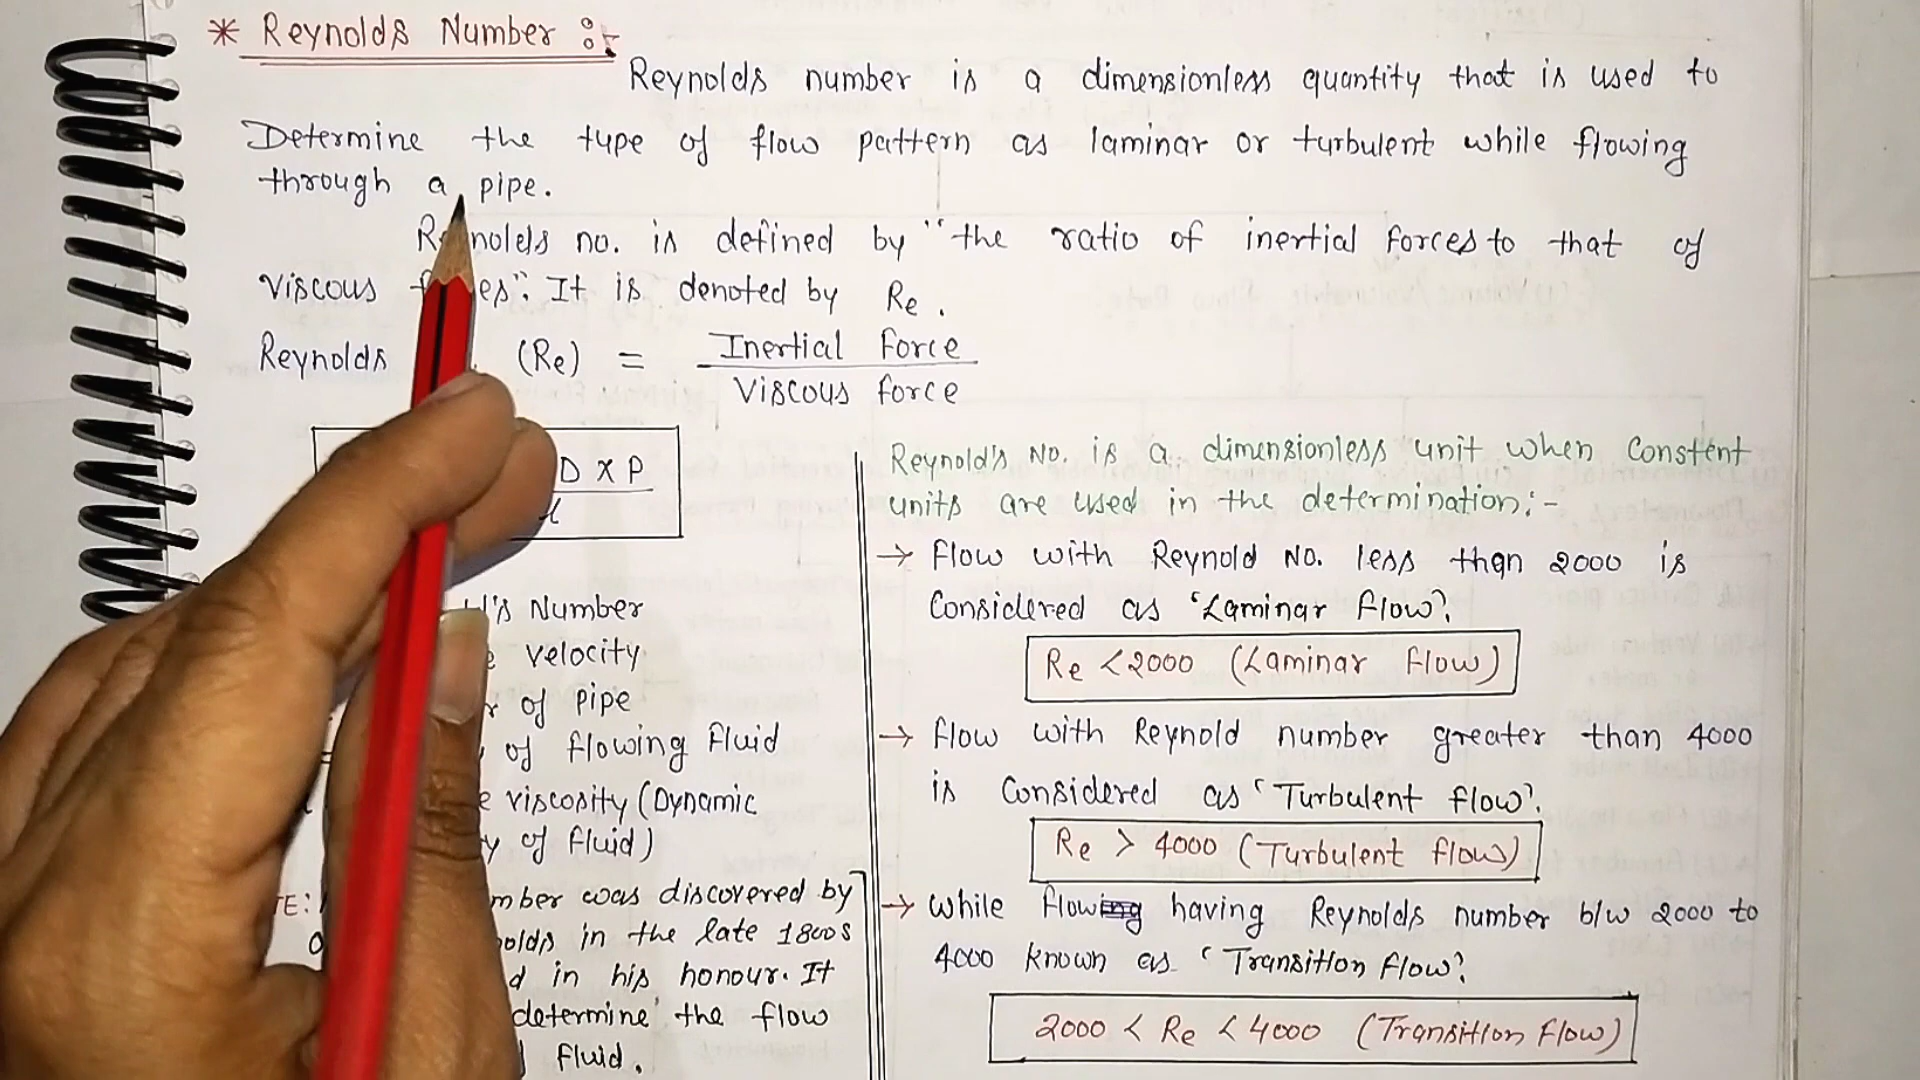 * Reynolds Number :-
Reynolds number is a dimensionless quantity that is used to
Determine the type of flow pattern as laminar or turbulent while flowing
through a pipe.
Reynolds no. is defined by "the ratio of inertial forces to that of
viscous forces". It is denoted by Re.
Reynolds (Re) = Inertial force
Viscous force
D X P
Number
velocity
of pipe
of flowing fluid
viscosity (Dynamic
of fluid)
was discovered by
in the late 1800s
in his honour. It
determine the flow
fluid.
Reynold's No. is a dimensionless unit when constent
units are used in the determination:-
→ Flow with Reynold No. less than 2000 is
Considered as 'Laminar flow'.
Re < 2000 (Laminar flow)
→ flow with Reynold number greater than 4000
is Considered as 'Turbulent flow'.
Re > 4000 (Turbulent flow)
→ While flow having Reynolds number b/w 2000 to
4000 known as 'Transition flow'.
2000 < Re < 4000 (Transition flow)